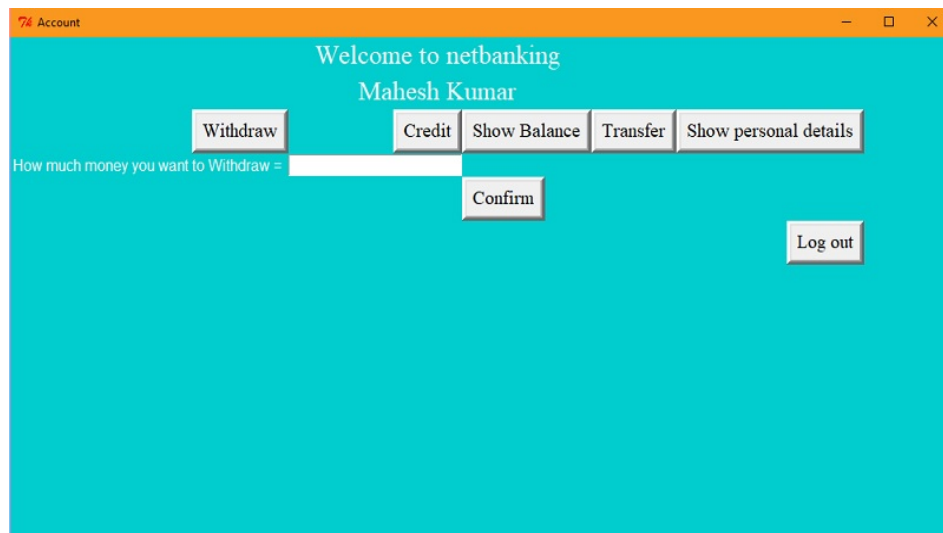 Account
Welcome to netbanking
Mahesh Kumar
Withdraw Credit Show Balance Transfer Show personal details
How much money you want to Withdraw =
Confirm
Log out